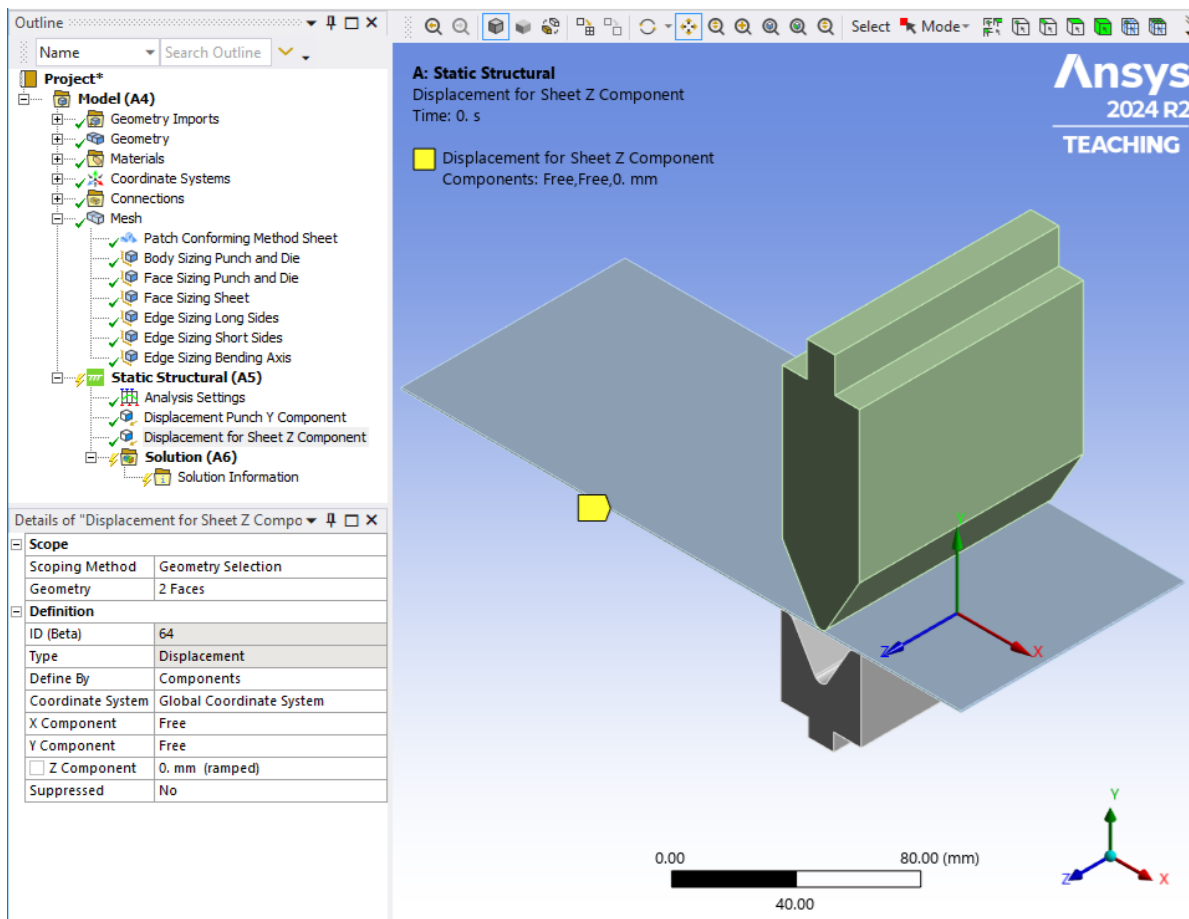 Outline
Name
Search Outline
Project*
Model (A4)
Geometry Imports
Geometry
Materials
Coordinate Systems
Connections
Mesh
Patch Conforming Method Sheet
Body Sizing Punch and Die
Face Sizing Punch and Die
Face Sizing Sheet
Edge Sizing Long Sides
Edge Sizing Short Sides
Edge Sizing Bending Axis
Static Structural (A5)
Analysis Settings
Displacement Punch Y Component
Displacement for Sheet Z Component
Solution (A6)
Solution Information
Details of "Displacement for Sheet Z Compo
Scope
Scoping Method Geometry Selection
Geometry 2 Faces
Definition
ID (Beta) 64
Type Displacement
Define By Components
Coordinate System Global Coordinate System
X Component Free
Y Component Free
Z Component 0. mm (ramped)
Suppressed No
Select Mode
A: Static Structural
Displacement for Sheet Z Component
Time: 0. s
Displacement for Sheet Z Component
Components: Free,Free,0. mm
Ansys
2024 R2
TEACHING
Y
Z
X
0.00 80.00 (mm)
40.00
Y
Z
X